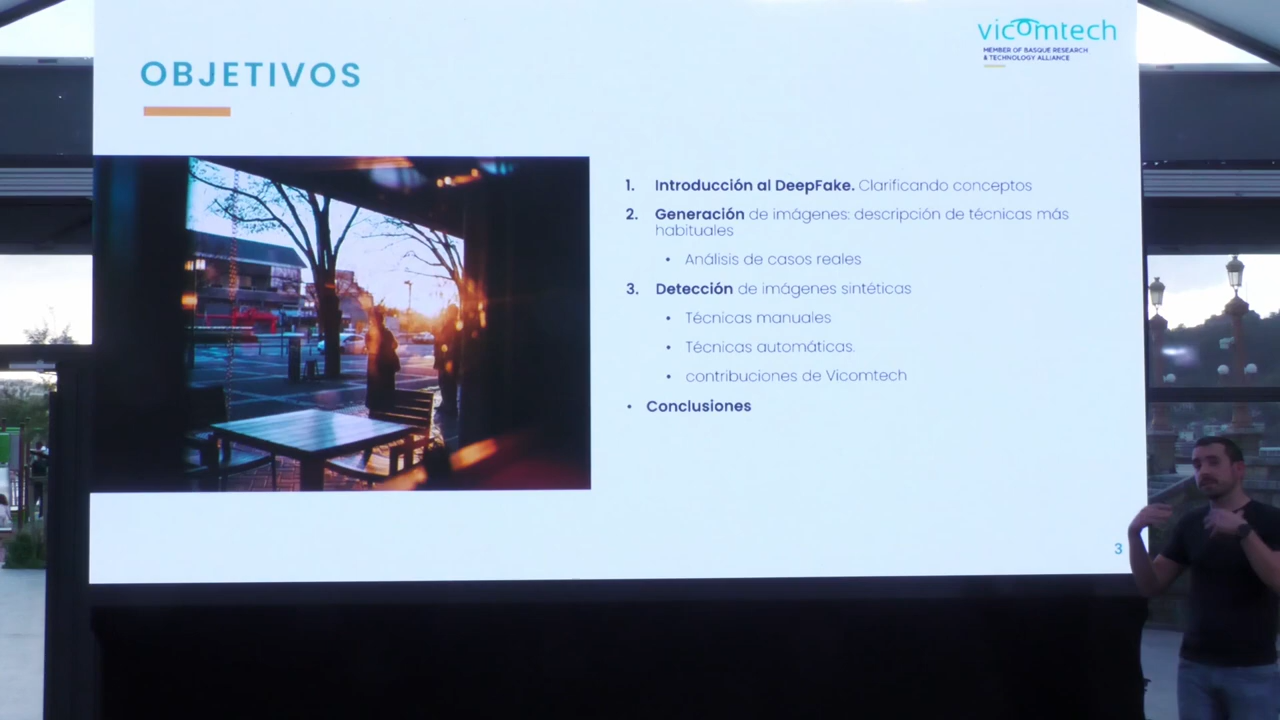 vicomtech
MEMBER OF BASQUE RESEARCH
& TECHNOLOGY ALLIANCE
OBJETIVOS
1. Introducción al DeepFake. Clarificando conceptos
2. Generación de imágenes: descripción de técnicas más
habituales
• Análisis de casos reales
3. Detección de imágenes sintéticas
• Técnicas manuales
• Técnicas automáticas.
• contribuciones de Vicomtech
• Conclusiones
3